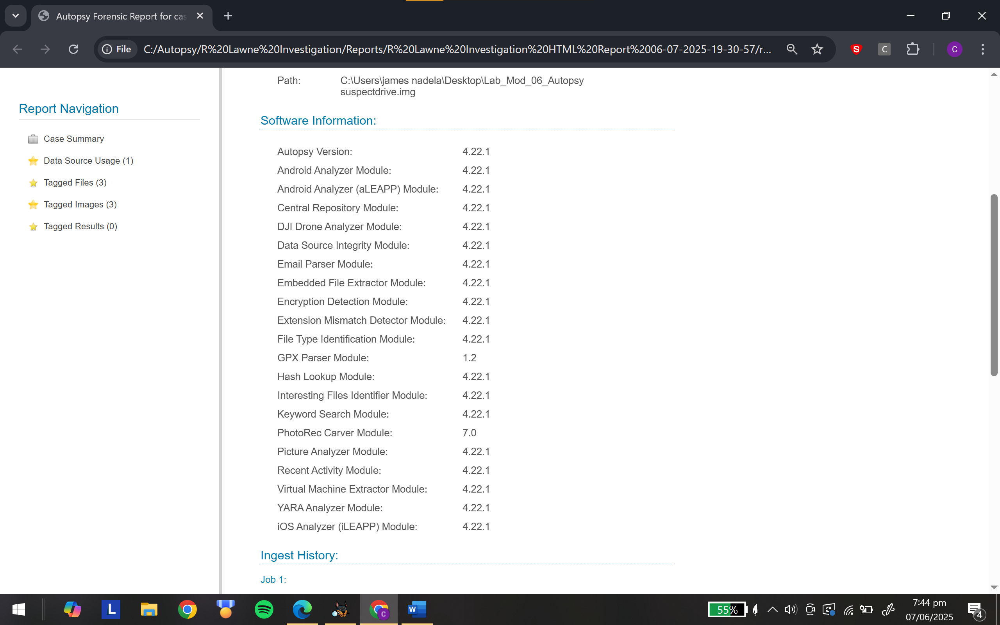 Autopsy Forensic Report for cas
File
C:/Autopsy/R%20Lawne%20Investigation/Reports/R%20Lawne%20Investigation%20HTML%20Report%2006-07-2025-19-30-57/r...
S
C
C
Report Navigation
Case Summary
Data Source Usage (1)
Tagged Files (3)
Tagged Images (3)
Tagged Results (0)
Path: C:\Users\james nadela\Desktop\Lab_Mod_06_Autopsy
suspectdrive.img
Software Information:
Autopsy Version: 4.22.1
Android Analyzer Module: 4.22.1
Android Analyzer (aLEAPP) Module: 4.22.1
Central Repository Module: 4.22.1
DJI Drone Analyzer Module: 4.22.1
Data Source Integrity Module: 4.22.1
Email Parser Module: 4.22.1
Embedded File Extractor Module: 4.22.1
Encryption Detection Module: 4.22.1
Extension Mismatch Detector Module: 4.22.1
File Type Identification Module: 4.22.1
GPX Parser Module: 1.2
Hash Lookup Module: 4.22.1
Interesting Files Identifier Module: 4.22.1
Keyword Search Module: 4.22.1
PhotoRec Carver Module: 7.0
Picture Analyzer Module: 4.22.1
Recent Activity Module: 4.22.1
Virtual Machine Extractor Module: 4.22.1
YARA Analyzer Module: 4.22.1
iOS Analyzer (iLEAPP) Module: 4.22.1
Ingest History:
Job 1:
L
C
W
55%
7:44 pm
07/06/2025
4